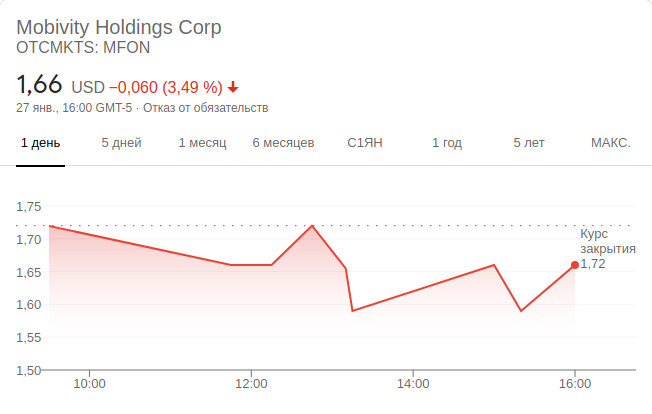 Mobivity Holdings Corp
OTCMKTS: MFON
1,66 USD −0,060 (3,49 %)
27 янв., 16:00 GMT-5 · Отказ от обязательств
1 день 5 дней 1 месяц 6 месяцев С1ЯН 1 год 5 лет МАКС.
1,75
1,70
1,65
1,60
1,55
1,50
Курс
закрытия
1,72
10:00 12:00 14:00 16:00